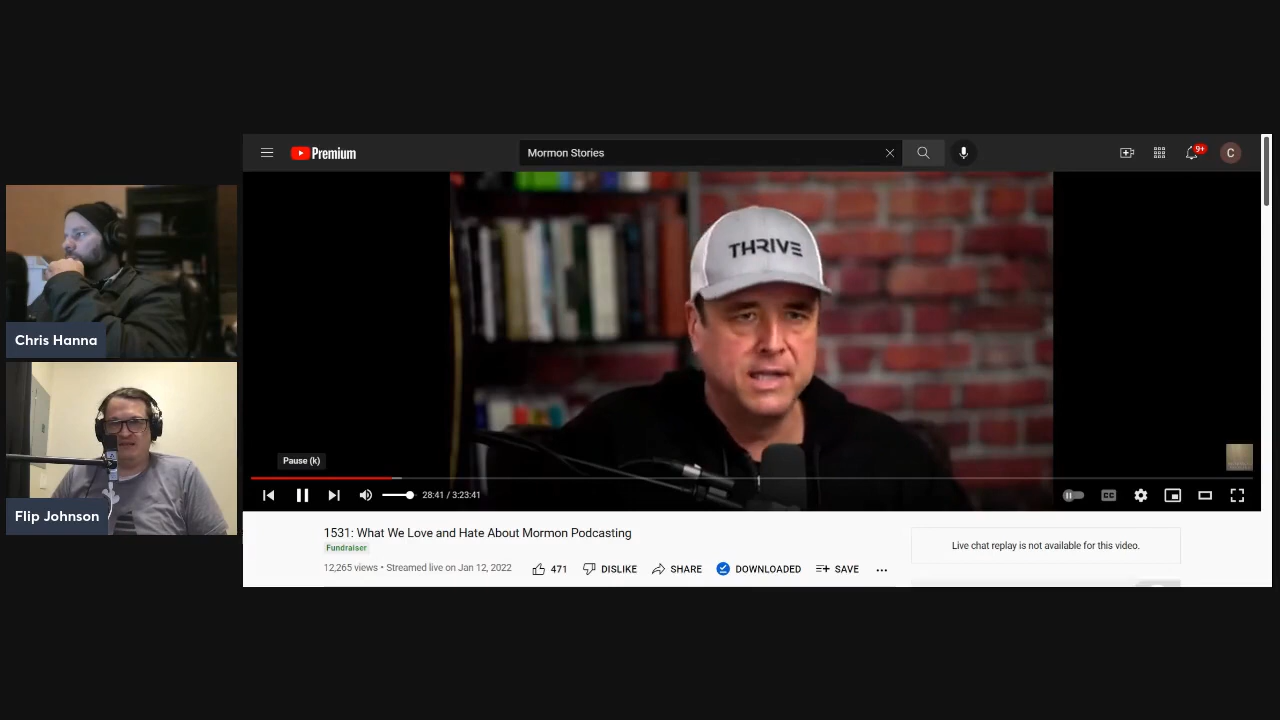 Premium
Mormon Stories
9+
C
THRIVE
Chris Hanna
Flip Johnson
Pause (k)
28:41 / 3:23:41
CC
1531: What We Love and Hate About Mormon Podcasting
Fundraiser
12,265 views • Streamed live on Jan 12, 2022
471
DISLIKE
SHARE
DOWNLOADED
SAVE
Live chat replay is not available for this video.